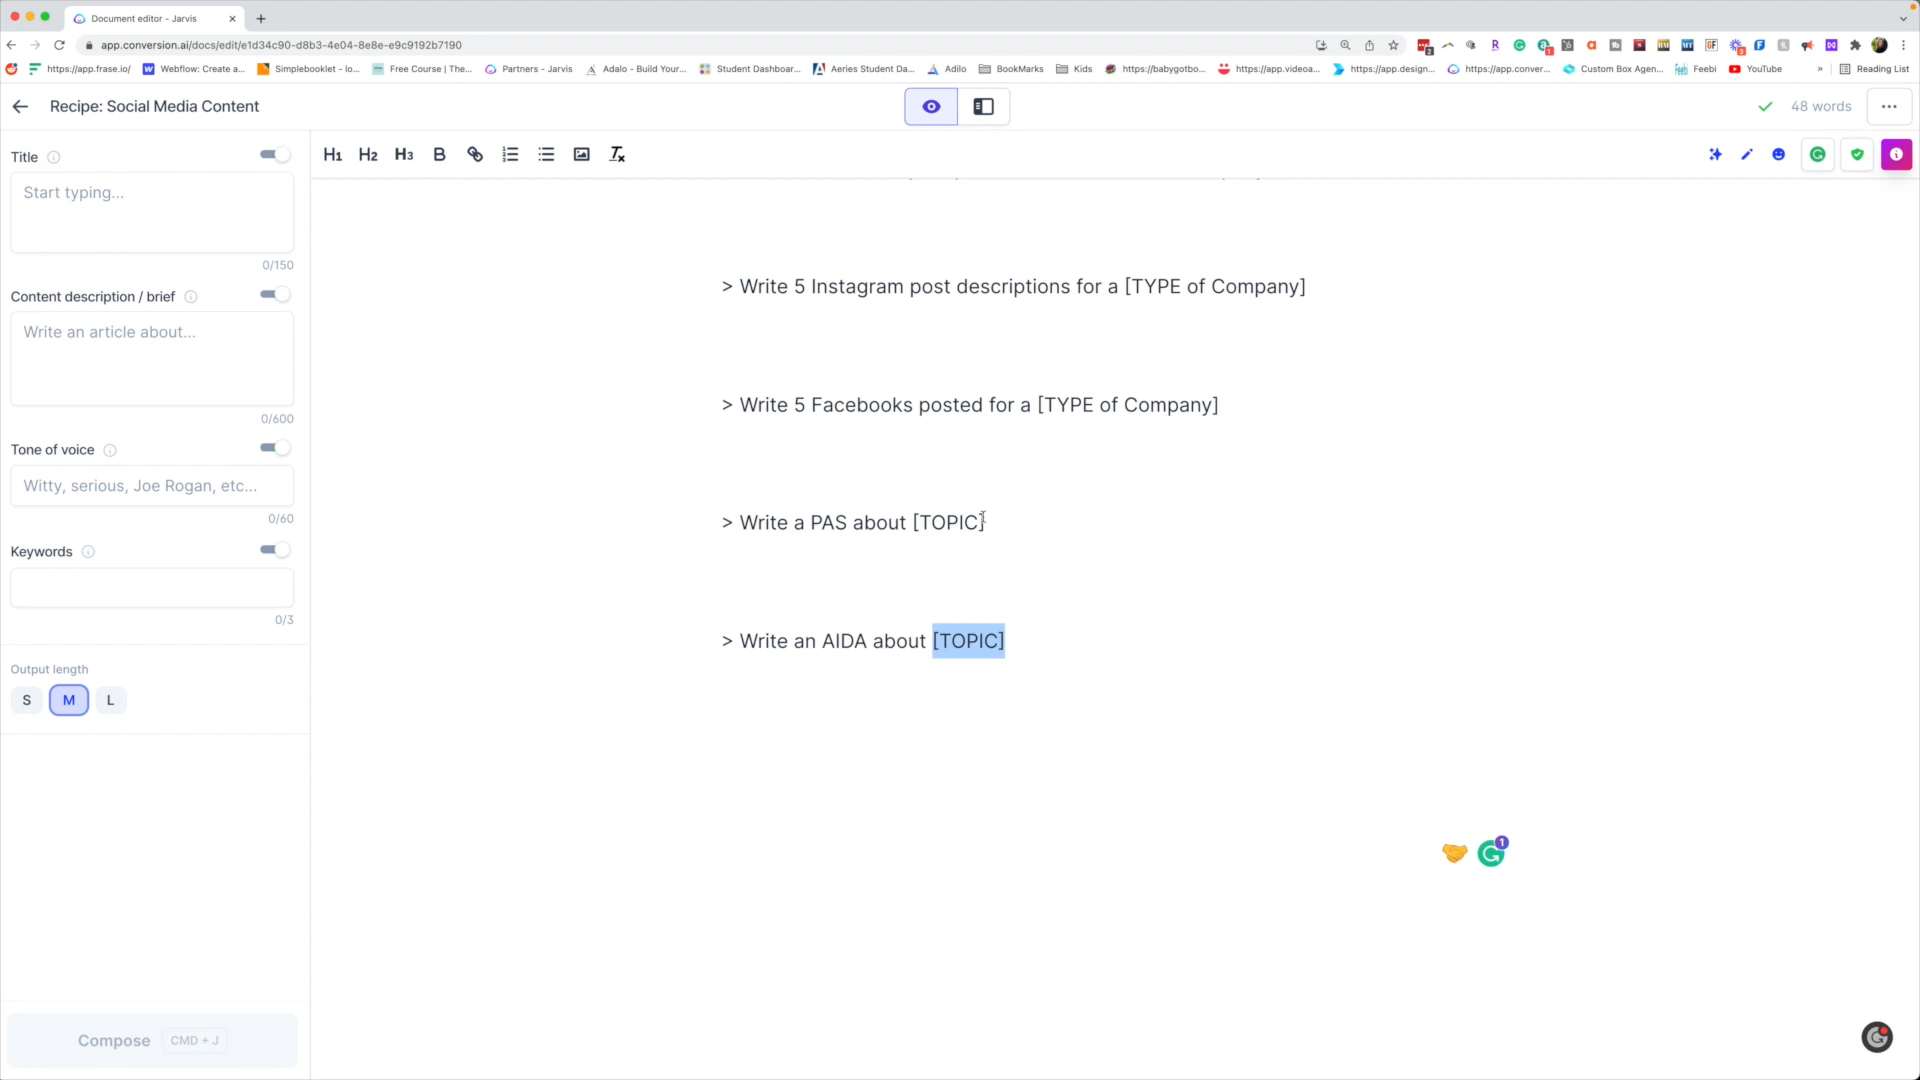 Document editor - Jarvis
app.conversion.ai/docs/edit/e1d34c90-d8b3-4e04-8e8e-e9c9192b7190
https://app.frase.io/ Webflow: Create a... Simplebooklet - lo... Free Course | The... Partners - Jarvis Adalo - Build Your... Student Dashboar... Aeries Student Da... Adilo BookMarks Kids https://babygotbo... https://app.videoa... https://app.design... https://app.conver... Custom Box Agen... Feebi YouTube » Reading List
Recipe: Social Media Content
48 words
Title
H1 H2 H3 B
Start typing...
0/150
> Write 5 Instagram post descriptions for a [TYPE of Company]
Content description / brief
Write an article about...
> Write 5 Facebooks posted for a [TYPE of Company]
0/600
Tone of voice
Witty, serious, Joe Rogan, etc...
0/60
> Write a PAS about [TOPIC]
Keywords
0/3
> Write an AIDA about [TOPIC]
Output length
S M L
1
Compose CMD + J